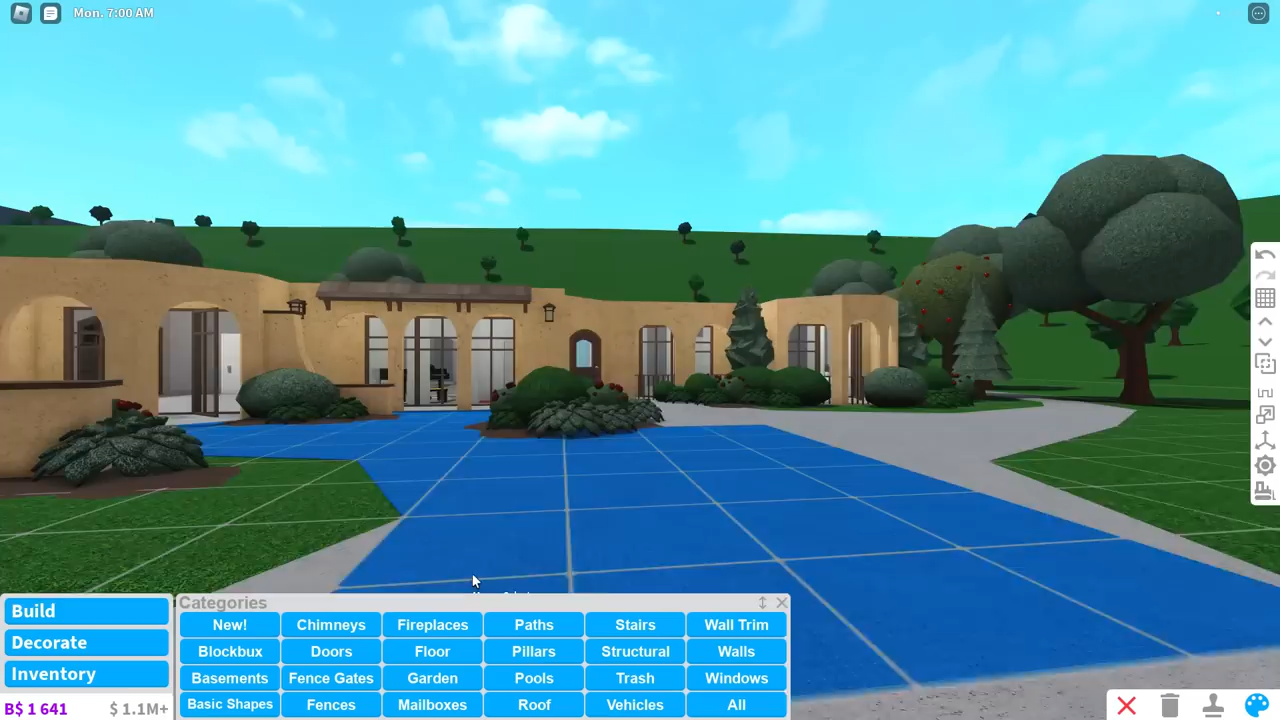 Mon. 7:00 AM
Build
Decorate
Inventory
B$ 1 641 $ 1.1M+
Categories
New! Chimneys Fireplaces Paths Stairs Wall Trim
Blockbux Doors Floor Pillars Structural Walls
Basements Fence Gates Garden Pools Trash Windows
Basic Shapes Fences Mailboxes Roof Vehicles All